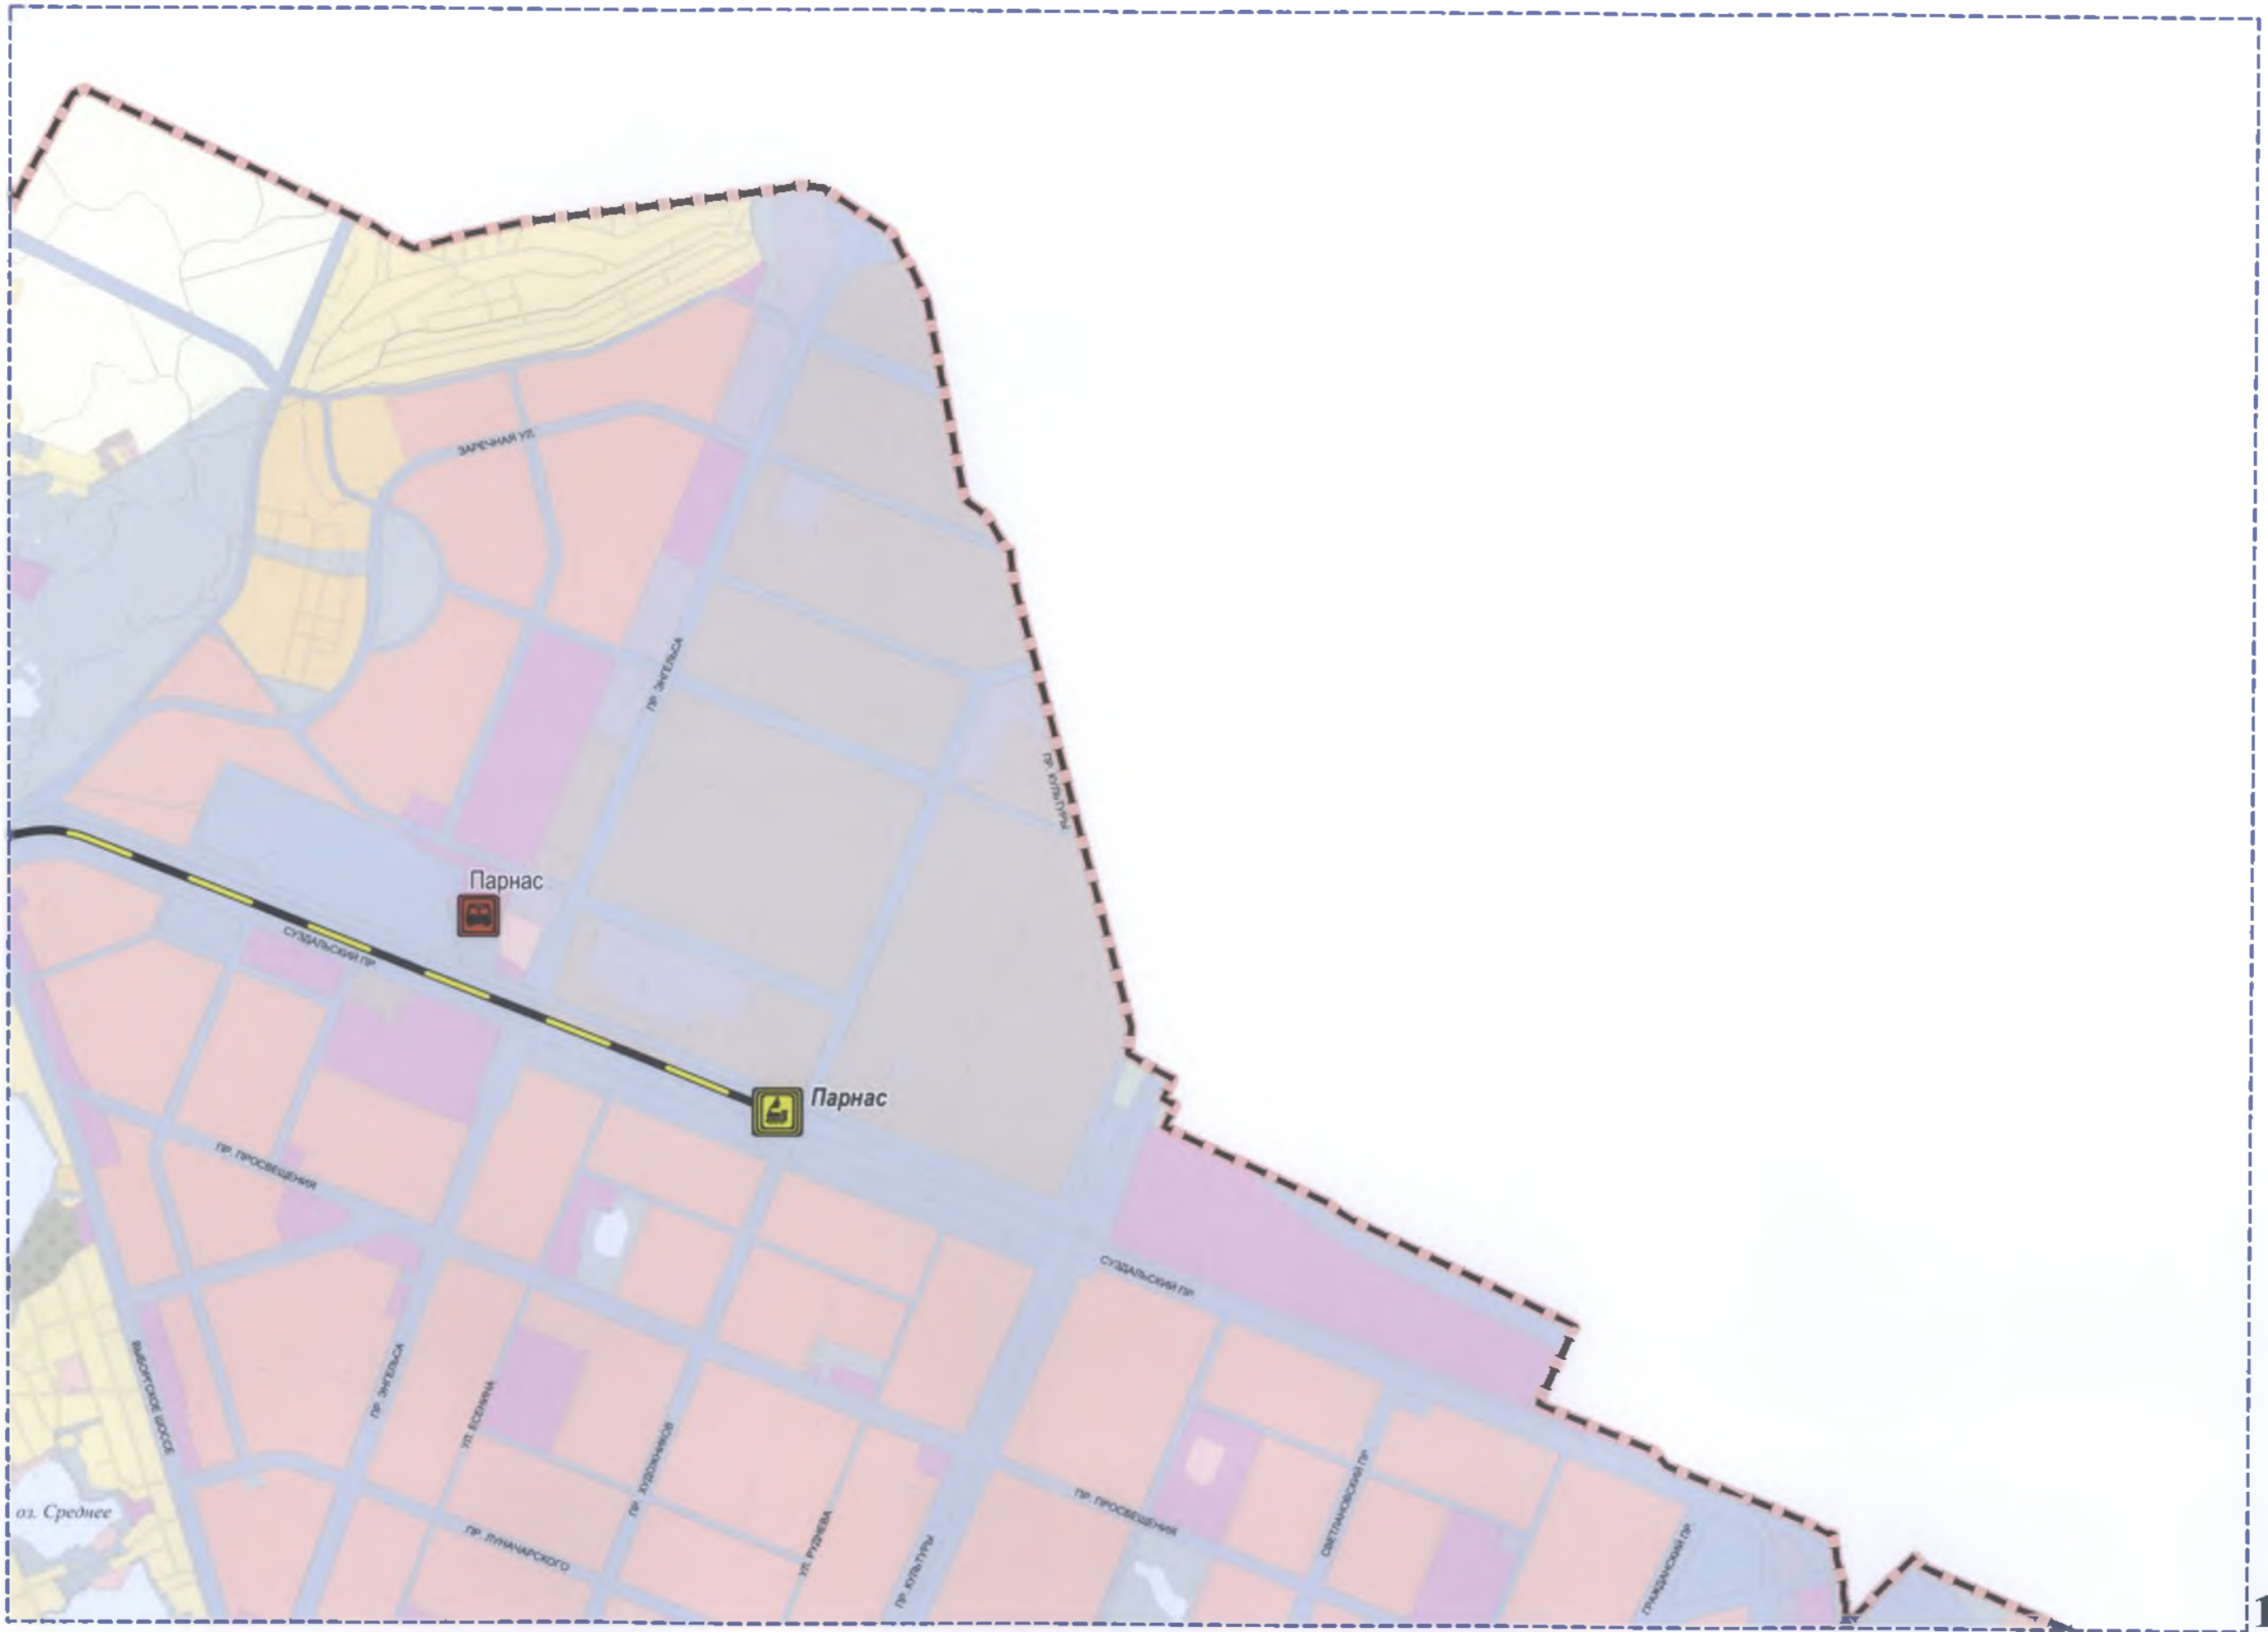 ЗАРЕЧНАЯ УЛ.
ПР. ЭНГЕЛЬСА
ПР. КУЛЬТУРЫ
Парнас
СУЗДАЛЬСКИЙ ПР.
Парнас
ПР. ПРОСВЕЩЕНИЯ
СУЗДАЛЬСКИЙ ПР.
ВЫБОРГСКОЕ ШОССЕ
ПР. ЭНГЕЛЬСА
УЛ. ЕСЕНИНА
ПР. ХУДОЖНИКОВ
оз. Среднее
ПР. ЛУНАЧАРСКОГО
УЛ. РУДНЕВА
ПР. КУЛЬТУРЫ
ПР. ПРОСВЕЩЕНИЯ
СВЕТЛАНОВСКИЙ ПР.
ГРАЖДАНСКИЙ ПР.